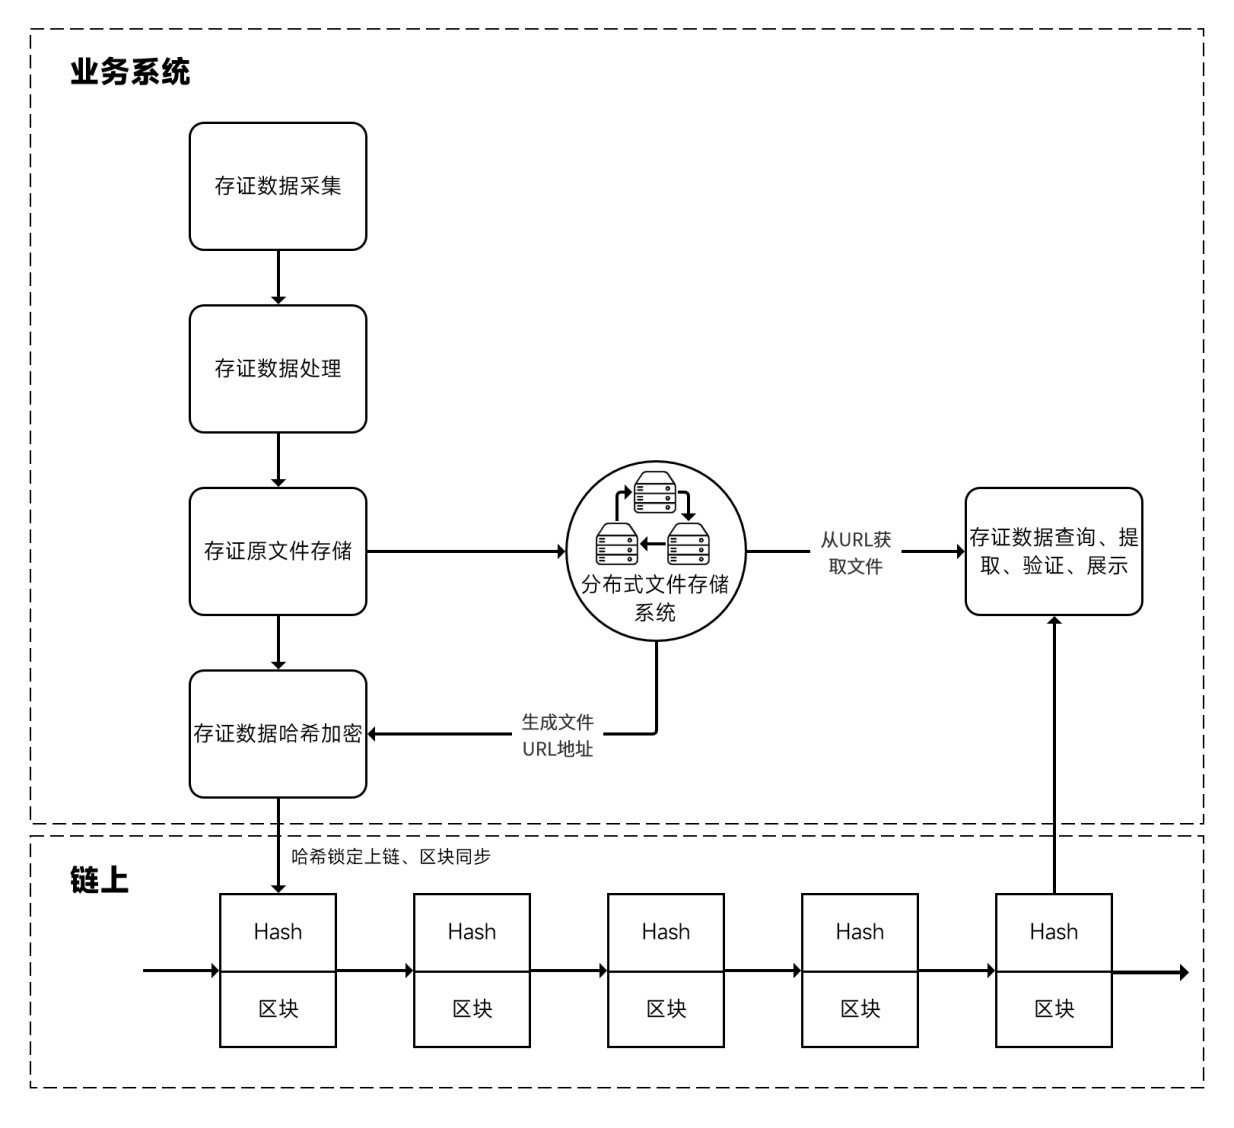 业务系统
存证数据采集
存证数据处理
存证原文件存储
分布式文件存储
系统
从URL获
取文件
存证数据查询、提
取、验证、展示
存证数据哈希加密
生成文件
URL地址
哈希锁定上链、区块同步
链上
Hash
Hash
Hash
Hash
Hash
区块
区块
区块
区块
区块